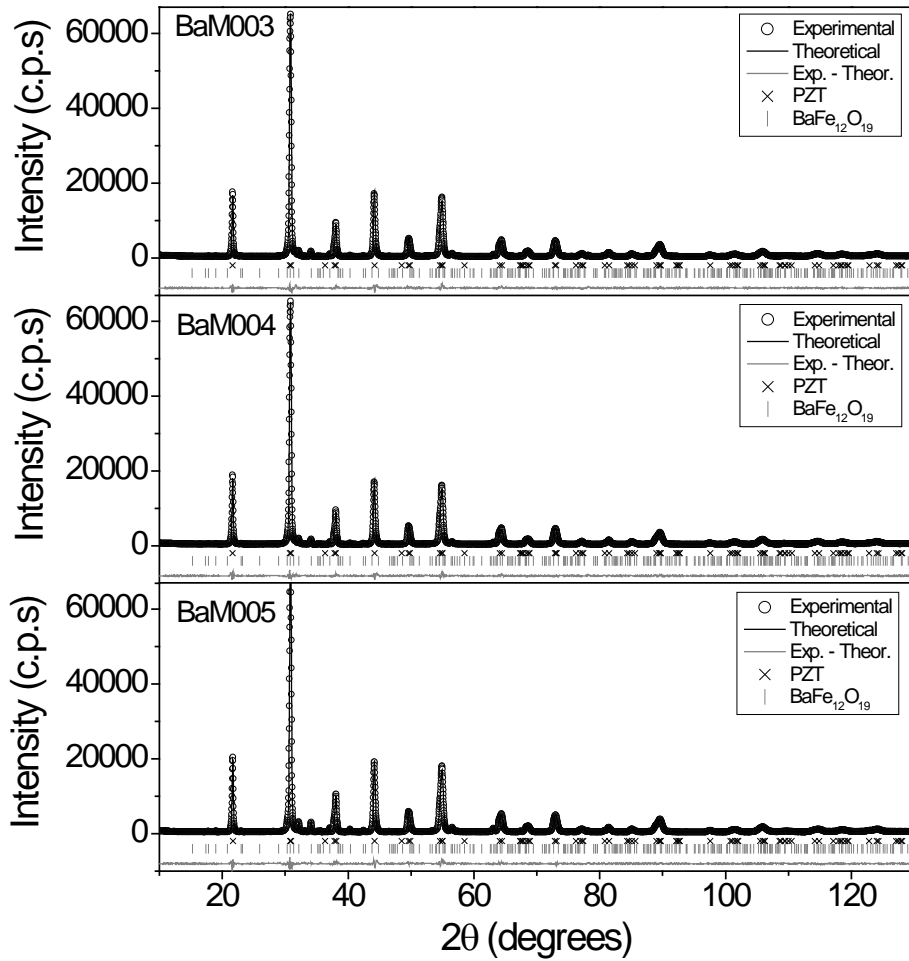 BaM003
Intensity (c.p.s)
60000
40000
20000
0
Experimental
Theoretical
Exp. - Theor.
PZT
BaFe₁₂O₁₉
BaM004
Intensity (c.p.s)
60000
40000
20000
0
Experimental
Theoretical
Exp. - Theor.
PZT
BaFe₁₂O₁₉
BaM005
Intensity (c.p.s)
60000
40000
20000
0
Experimental
Theoretical
Exp. - Theor.
PZT
BaFe₁₂O₁₉
20 40 60 80 100 120
2θ (degrees)